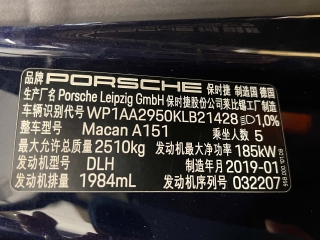 品牌 PORSCHE 保时捷 制造国 德国
生产厂名 Porsche Leipzig GmbH 保时捷股份公司莱比锡工厂制造
车辆识别代号 WP1AA2950KLB21428 1,0%
整车型号 Macan A151 乘坐人数 5
最大允许总质量 2510kg 发动机最大净功率 185kW
发动机型号 DLH 制造年月 2019-01
发动机排量 1984mL 发动机序列号 032207